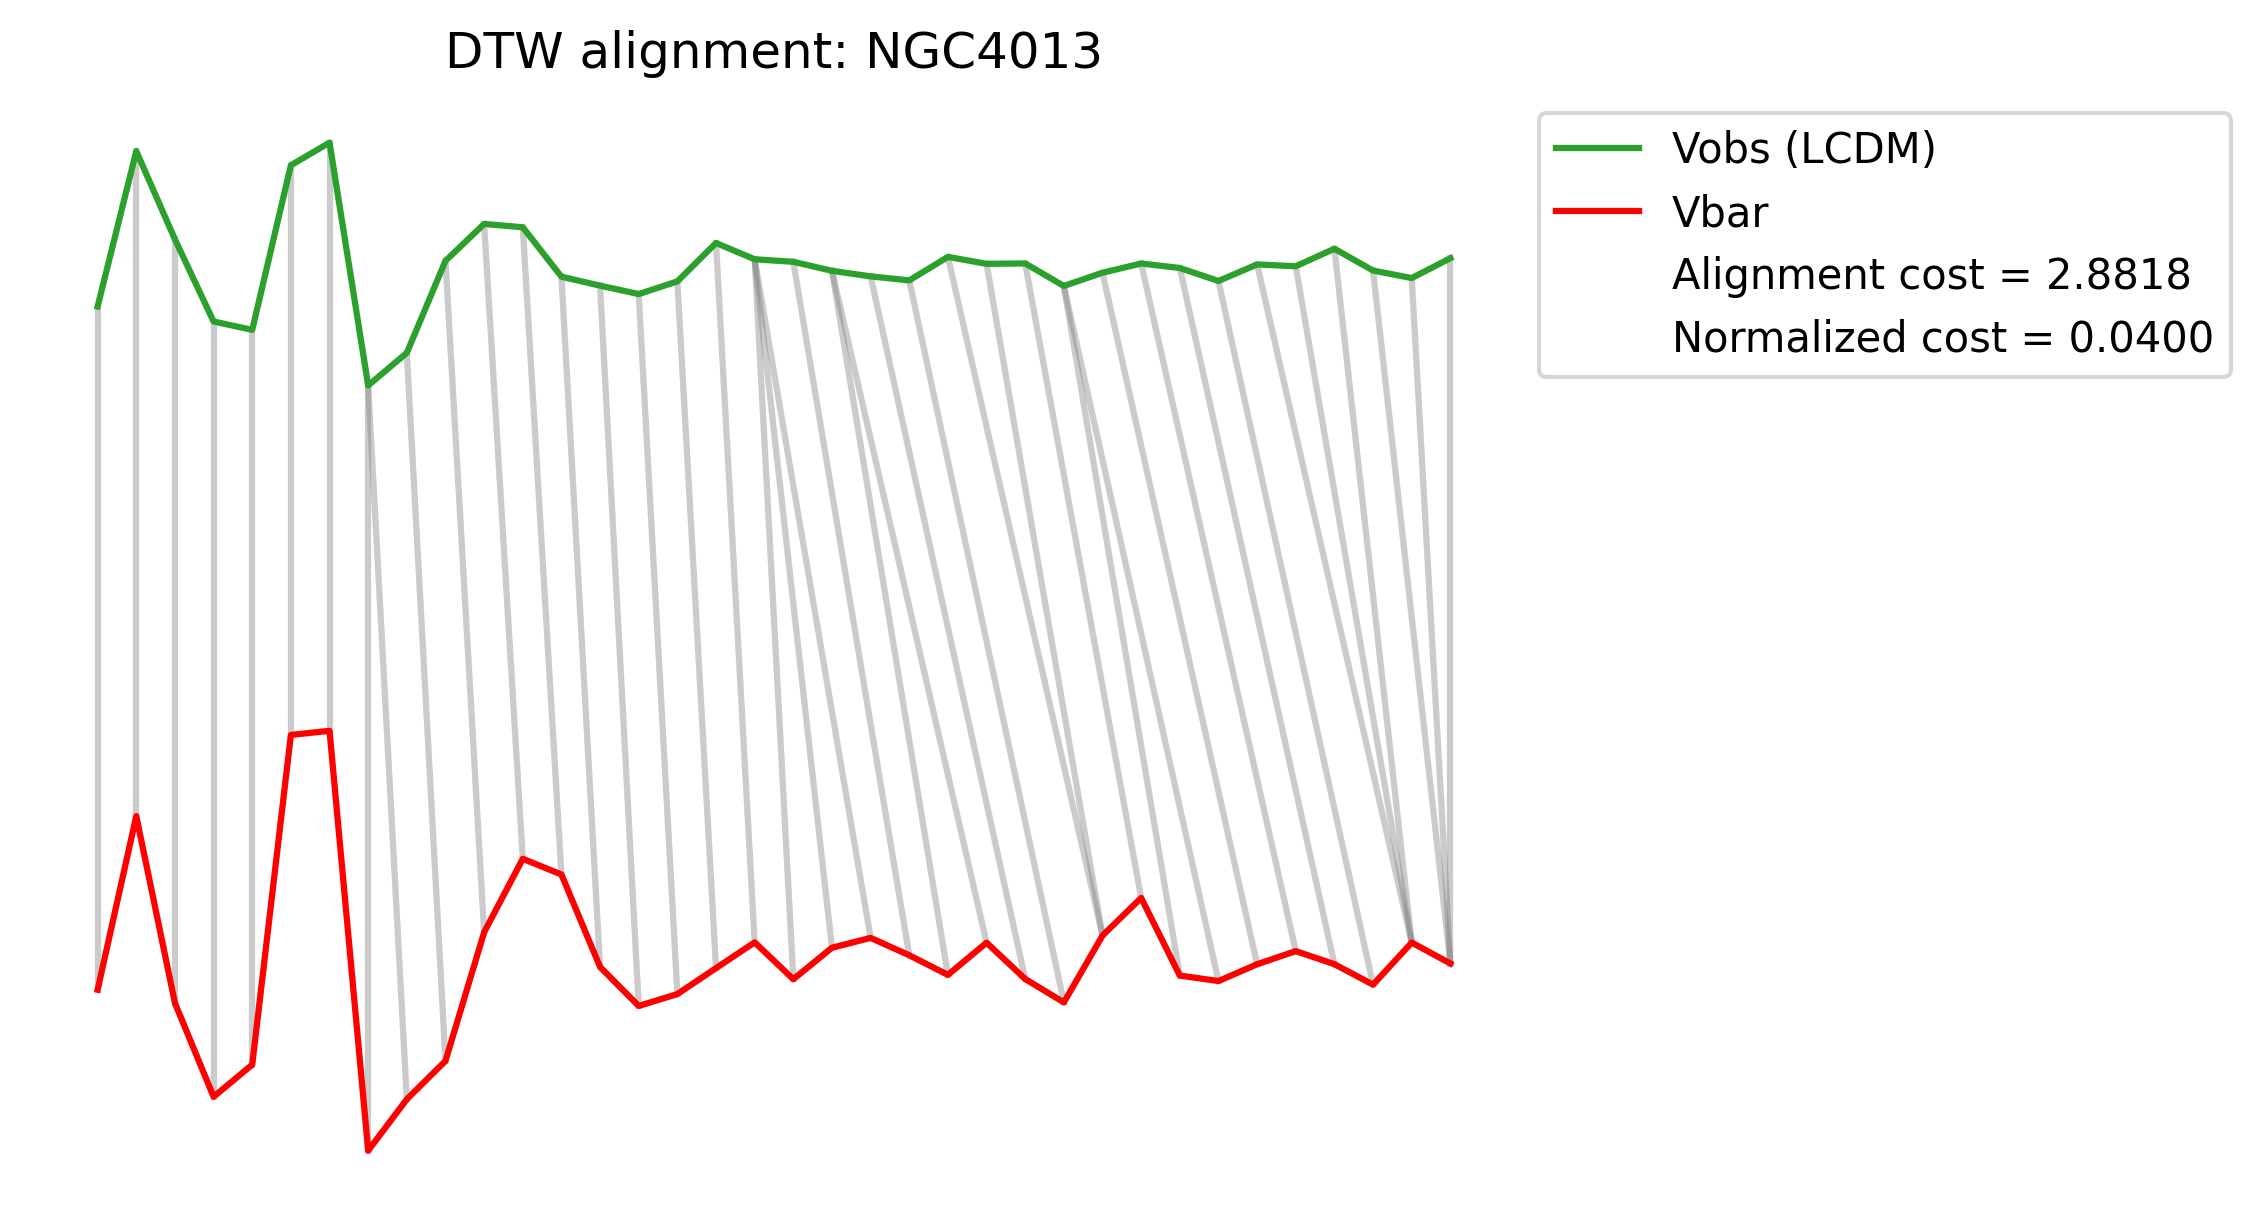 DTW alignment: NGC4013
Vobs (LCDM)
Vbar
Alignment cost = 2.8818
Normalized cost = 0.0400